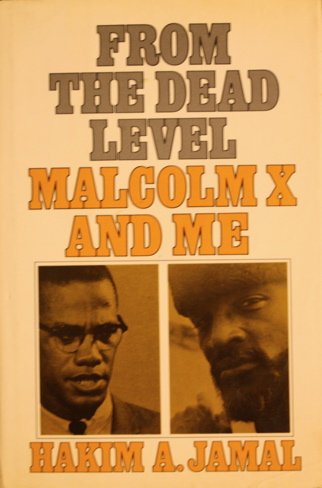 FROM
THE DEAD
LEVEL
MALCOLM X
AND ME
HAKIM A. JAMAL